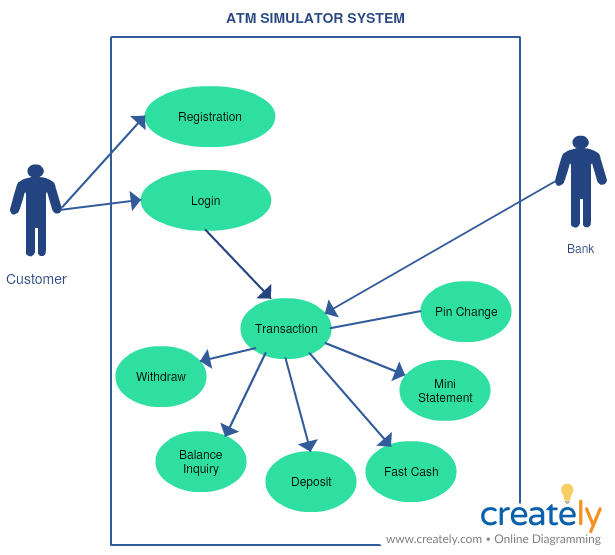 ATM SIMULATOR SYSTEM
Registration
Login
Customer
Bank
Pin Change
Transaction
Withdraw
Mini
Statement
Balance
Inquiry
Fast Cash
Deposit
creately
www.creately.com • Online Diagramming